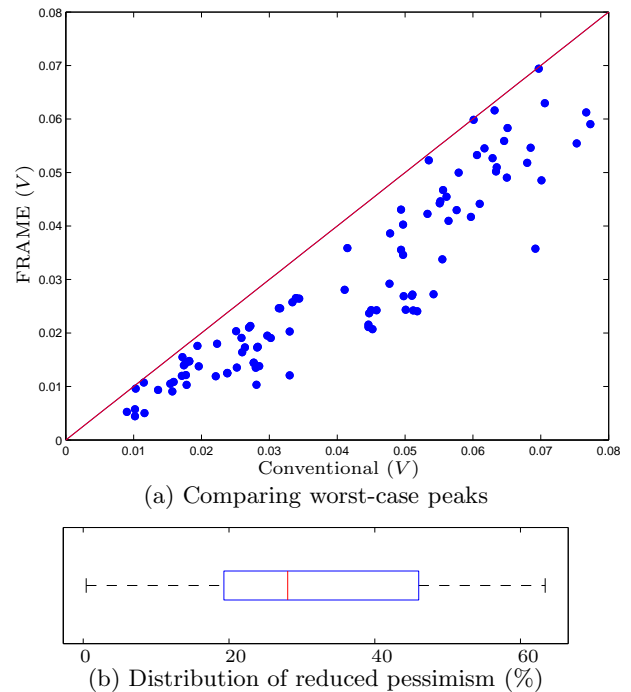 0.08
0.07
0.06
0.05
0.04
0.03
0.02
0.01
0
FRAME (V)
0 0.01 0.02 0.03 0.04 0.05 0.06 0.07 0.08
Conventional (V)
(a) Comparing worst-case peaks
0 20 40 60
(b) Distribution of reduced pessimism (%)